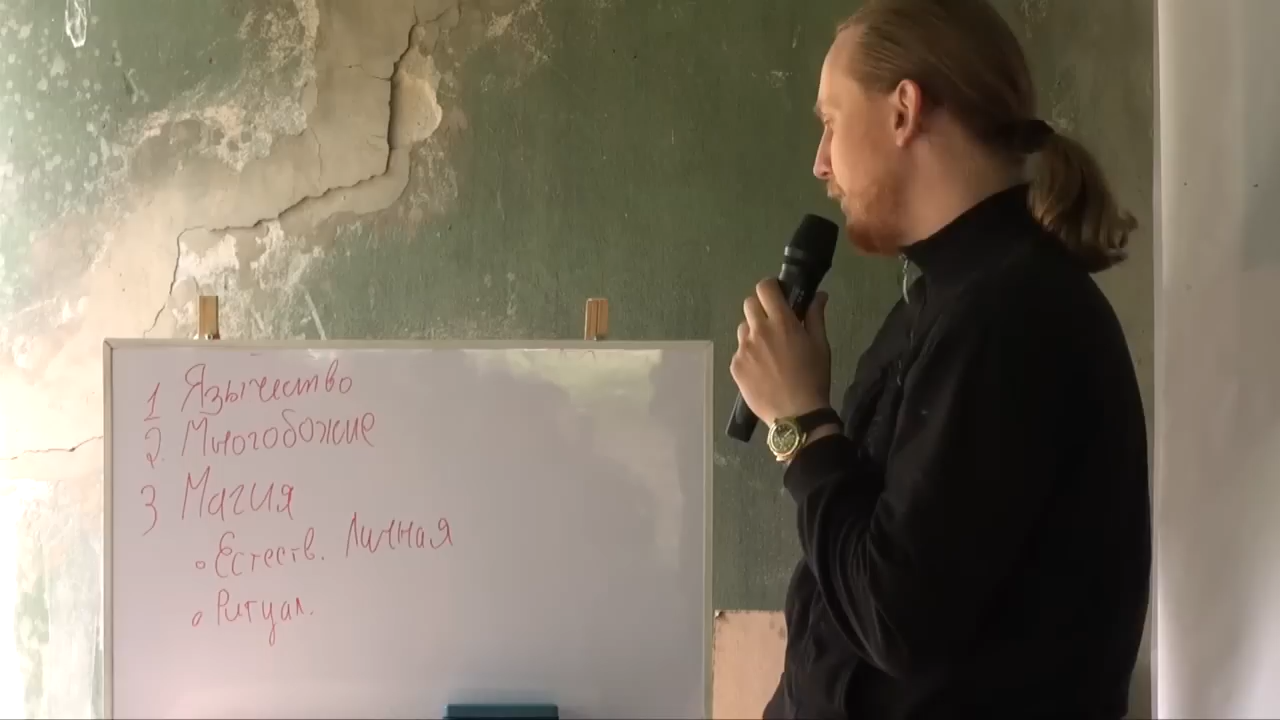 1 Язычество
2. Многобожие
3 Магия
Естеств. Личная
Ритуал.